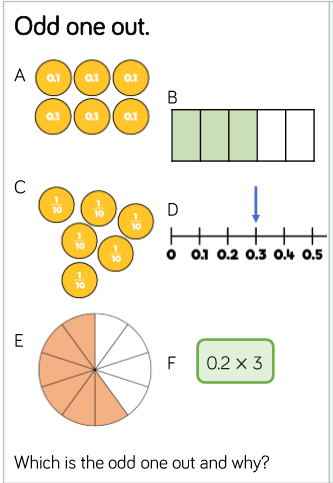 Odd one out.
A
0.1 0.1 0.1
0.1 0.1 0.1
B
C
1/10 1/10 1/10
1/10 1/10
1/10
D
0 0.1 0.2 0.3 0.4 0.5
E
F 0.2 × 3
Which is the odd one out and why?